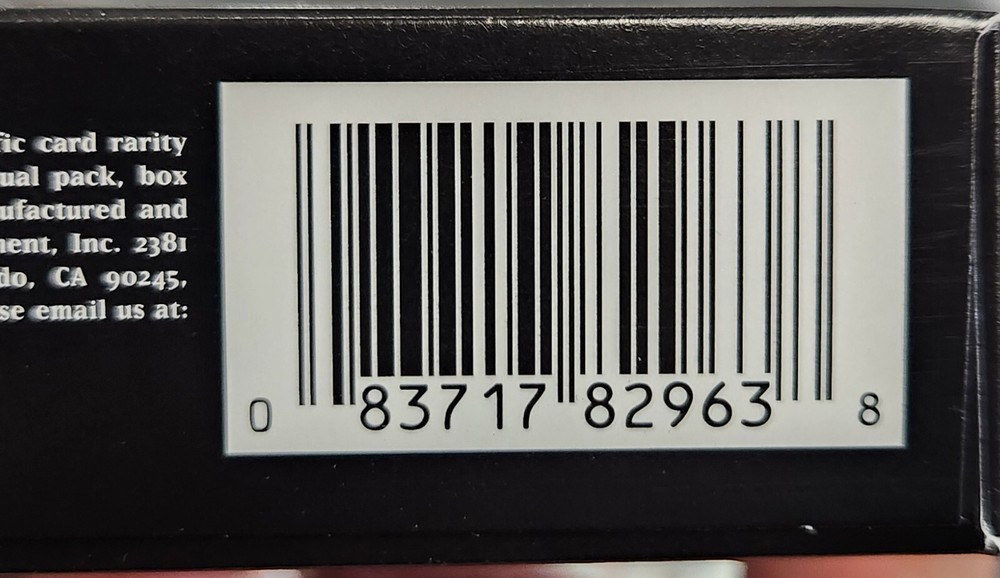 fic card rarity
ual pack, box
ufactured and
ment, Inc. 2381
do, CA 90245,
se email us at:
0 83717 82963 8